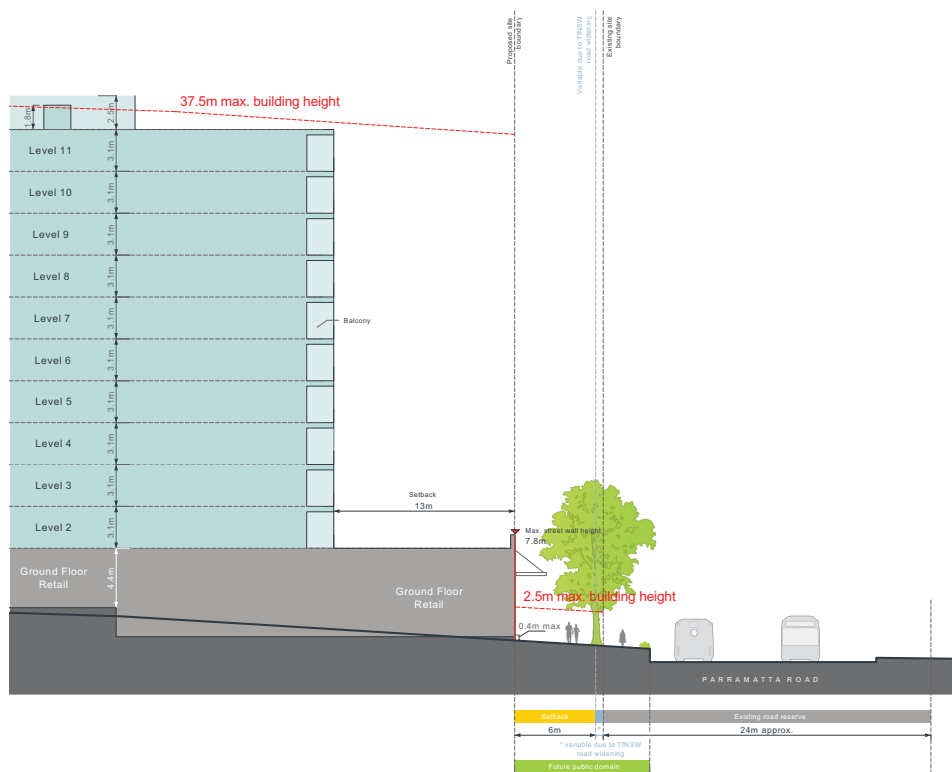 Proposed site
boundary
Variable due to TfNSW
road widening
Existing site
boundary
37.5m max. building height
1.8m
2.5m
Level 11
3.1m
Level 10
3.1m
Level 9
3.1m
Level 8
3.1m
Level 7
3.1m
Balcony
Level 6
3.1m
Level 5
3.1m
Level 4
3.1m
Level 3
3.1m
Setback
13m
Level 2
3.1m
Max. street wall height
7.8m
Ground Floor
Retail
4.4m
Ground Floor
Retail
2.5m max. building height
0.4m max
PARRAMATTA ROAD
Setback
*
Existing road reserve
6m
24m approx.
* variable due to TfNSW
road widening
Future public domain